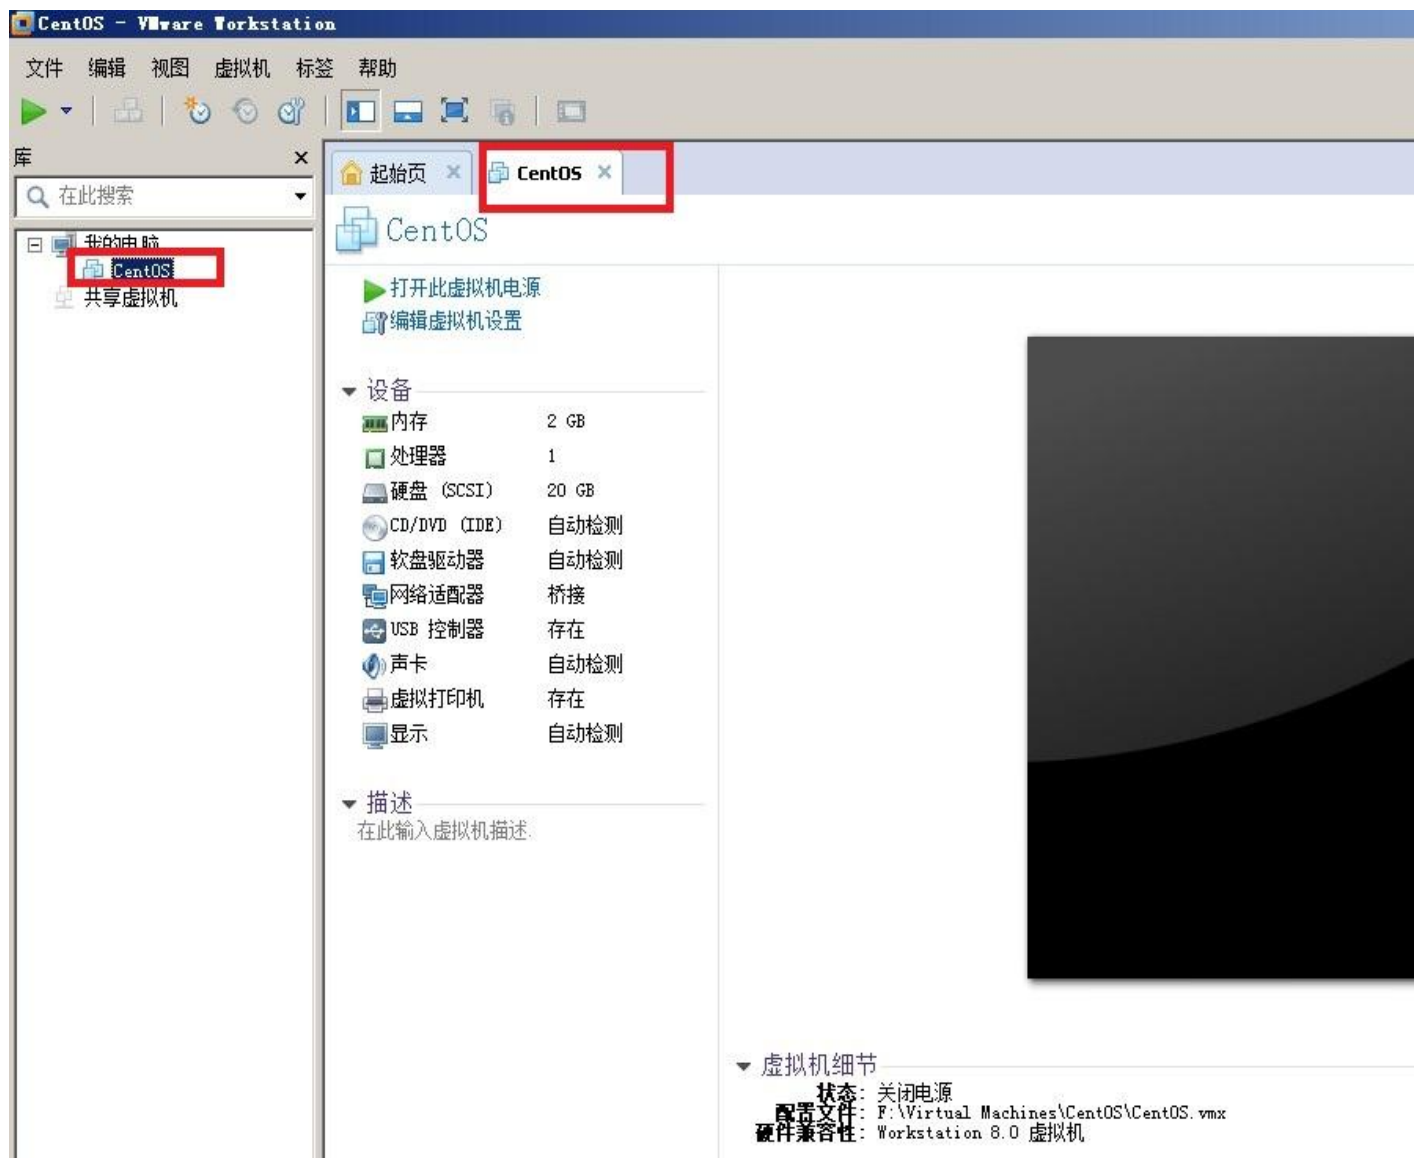 CentOS - VMware Workstation
文件 编辑 视图 虚拟机 标签 帮助
库
在此搜索
我的电脑
CentOS
共享虚拟机
起始页 CentOS
CentOS
打开此虚拟机电源
编辑虚拟机设置
设备
内存 2 GB
处理器 1
硬盘 (SCSI) 20 GB
CD/DVD (IDE) 自动检测
软盘驱动器 自动检测
网络适配器 桥接
USB 控制器 存在
声卡 自动检测
虚拟打印机 存在
显示 自动检测
描述
在此输入虚拟机描述.
虚拟机细节
状态: 关闭电源
配置文件: F:\Virtual Machines\CentOS\CentOS.vmx
硬件兼容性: Workstation 8.0 虚拟机